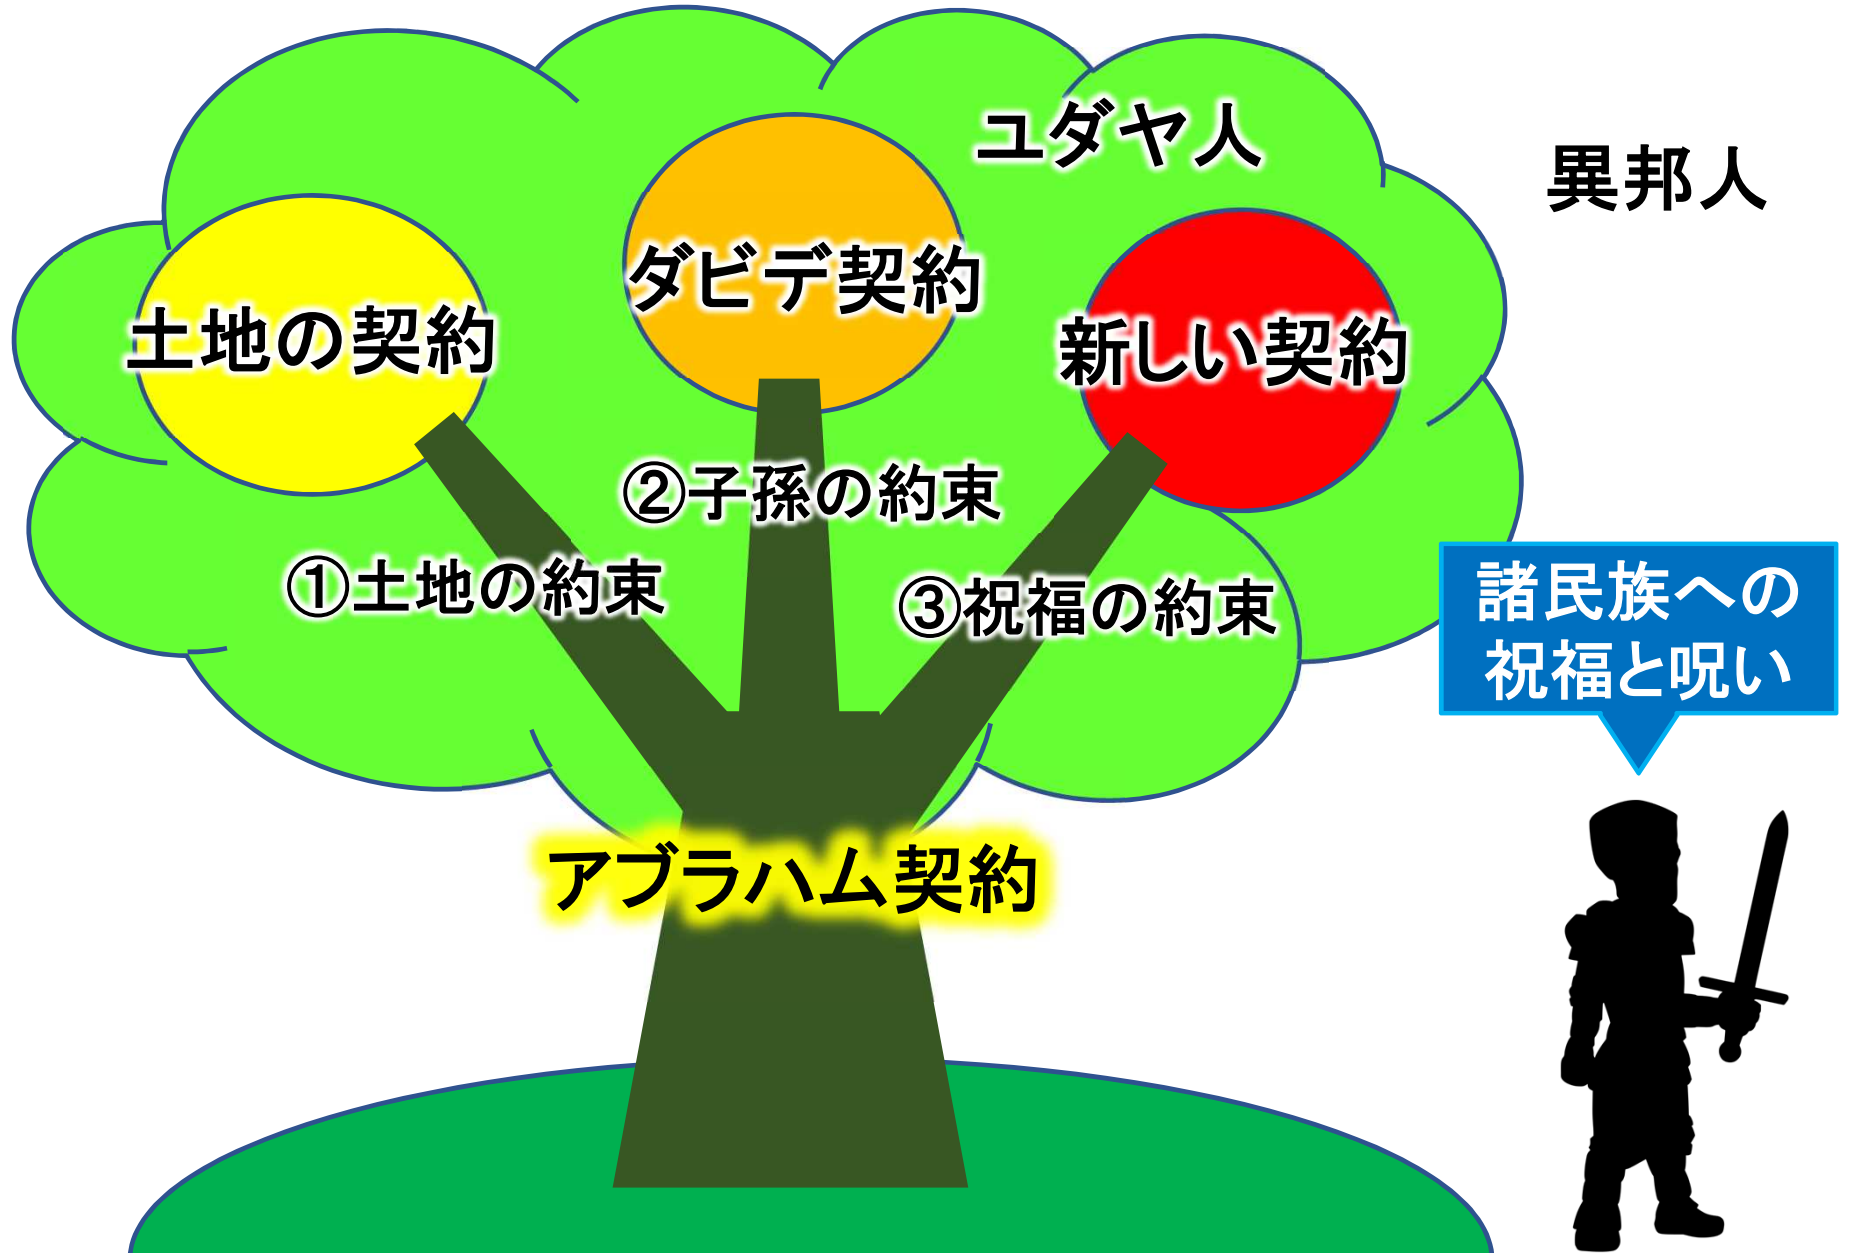 ユダヤ人
異邦人
ダビデ契約
土地の契約
新しい契約
②子孫の約束
①土地の約束
③祝福の約束
諸民族への
祝福と呪い
アブラハム契約